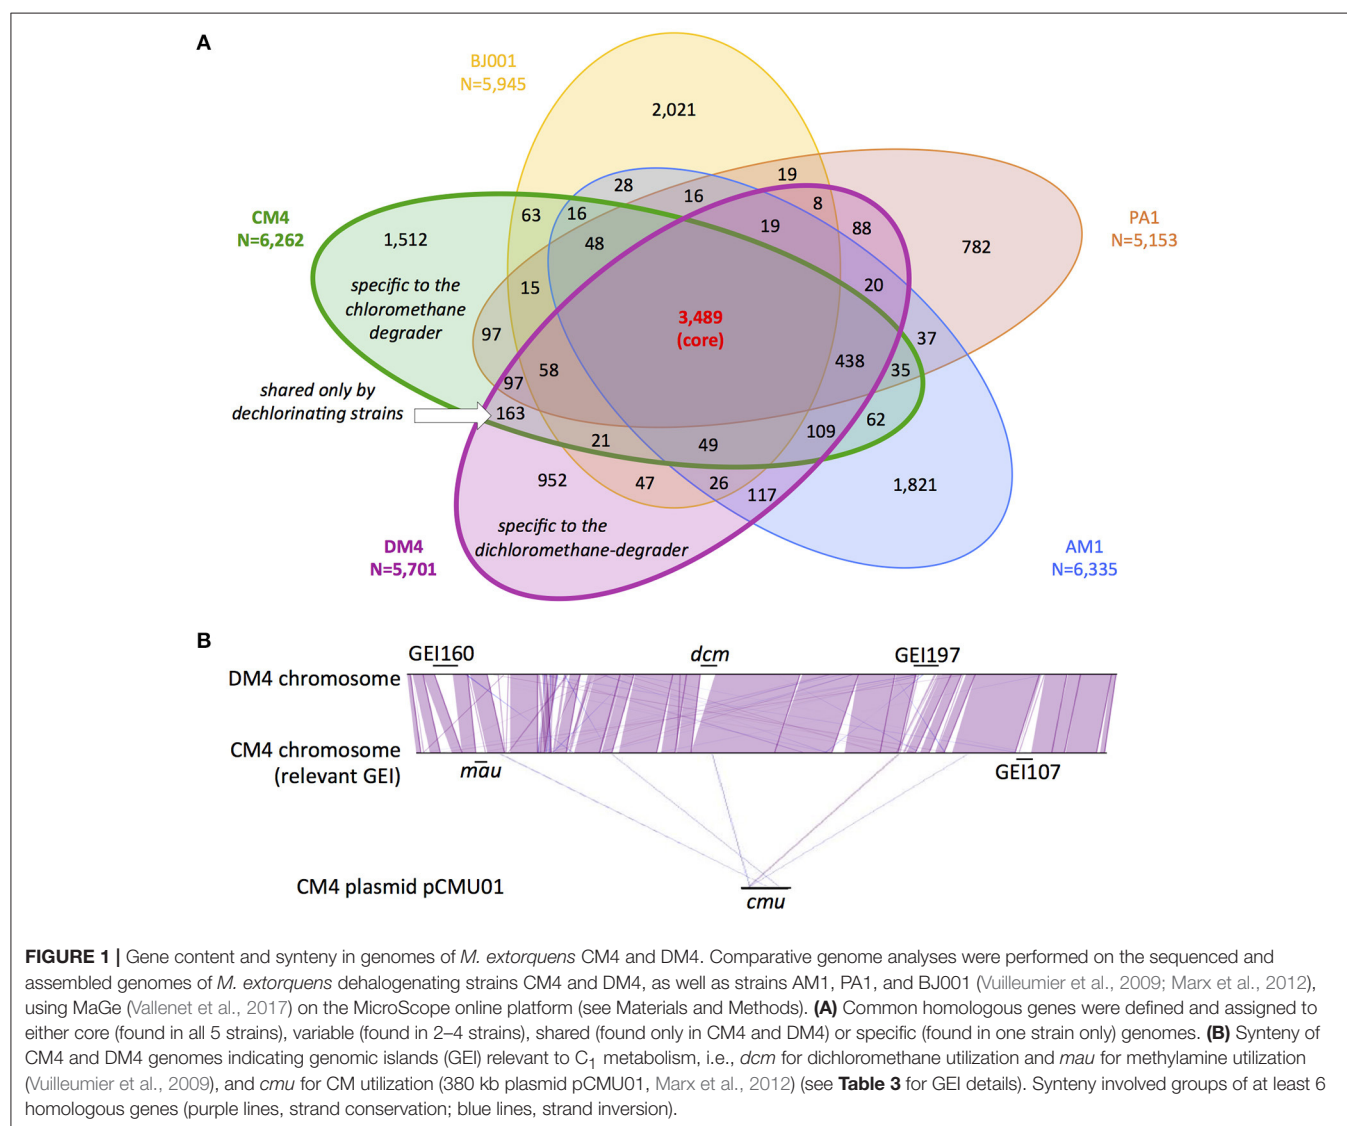 A
BJ001
N=5,945
2,021
CM4
N=6,262
PA1
N=5,153
28
16
19
8
88
63
16
48
19
1,512
782
specific to the
chloromethane
degrader
15
20
97
3,489
(core)
37
438
35
58
97
shared only by
dechlorinating strains
163
62
109
21
49
952
47
26
117
1,821
specific to the
dichloromethane-degrader
DM4
N=5,701
AM1
N=6,335
B
GEI160
dcm
GEI197
DM4 chromosome
CM4 chromosome
(relevant GEI)
mau
GEI107
CM4 plasmid pCMU01
cmu
FIGURE 1 | Gene content and synteny in genomes of M. extorquens CM4 and DM4. Comparative genome analyses were performed on the sequenced and
assembled genomes of M. extorquens dehalogenating strains CM4 and DM4, as well as strains AM1, PA1, and BJ001 (Vuilleumier et al., 2009; Marx et al., 2012),
using MaGe (Vallenet et al., 2017) on the MicroScope online platform (see Materials and Methods). (A) Common homologous genes were defined and assigned to
either core (found in all 5 strains), variable (found in 2–4 strains), shared (found only in CM4 and DM4) or specific (found in one strain only) genomes. (B) Synteny of
CM4 and DM4 genomes indicating genomic islands (GEI) relevant to C1 metabolism, i.e., dcm for dichloromethane utilization and mau for methylamine utilization
(Vuilleumier et al., 2009), and cmu for CM utilization (380 kb plasmid pCMU01, Marx et al., 2012) (see Table 3 for GEI details). Synteny involved groups of at least 6
homologous genes (purple lines, strand conservation; blue lines, strand inversion).